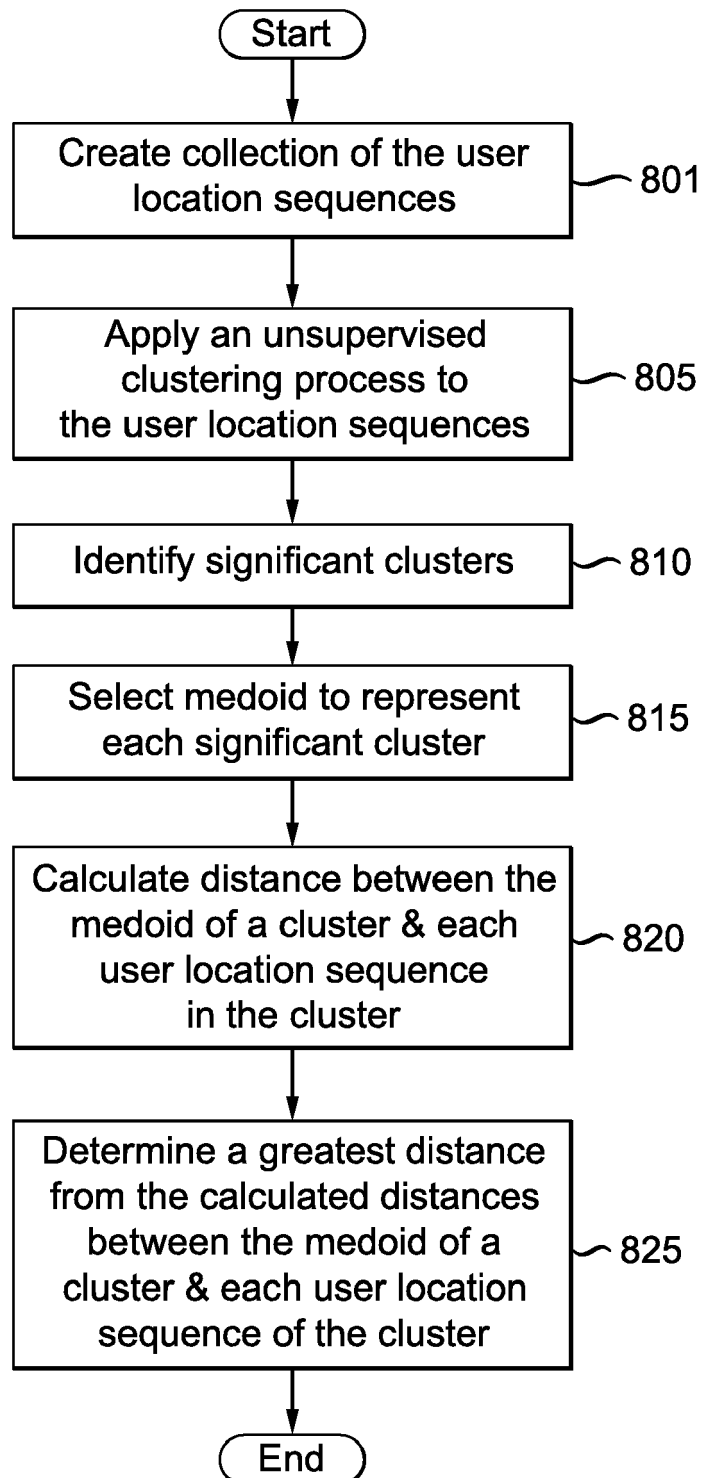 Start
Create collection of the user
location sequences
801
Apply an unsupervised
clustering process to
the user location sequences
805
Identify significant clusters
810
Select medoid to represent
each significant cluster
815
Calculate distance between the
medoid of a cluster & each
user location sequence
in the cluster
820
Determine a greatest distance
from the calculated distances
between the medoid of a
cluster & each user location
sequence of the cluster
825
End